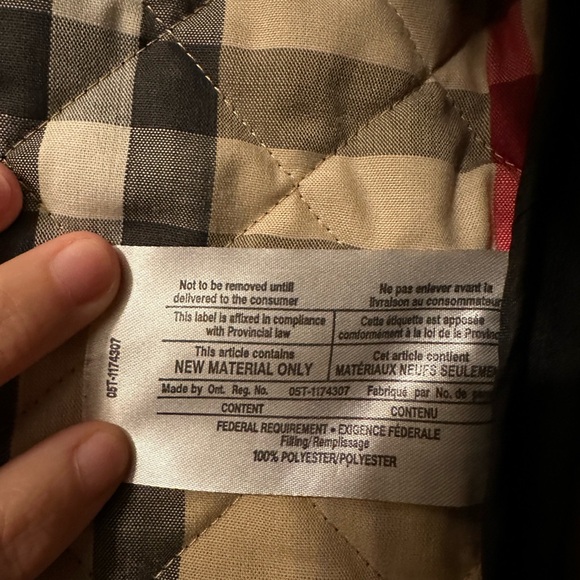 Not to be removed untill
delivered to the consumer
Ne pas enlever avant la
livraison au consommateur
This label is affixed in compliance
with Provincial law
Cette étiquette est apposée
conformément à la loi de la
This article contains
NEW MATERIAL ONLY
Cet article contient
MATÉRIAUX NEUFS
Made by Ont. Reg. No. 05T-1174307 Fabriqué par No. de
CONTENT CONTENU
FEDERAL REQUIREMENT • EXIGENCE FÉDERALE
Filling/Remplissage
100% POLYESTER/POLYESTER
05T-1174307